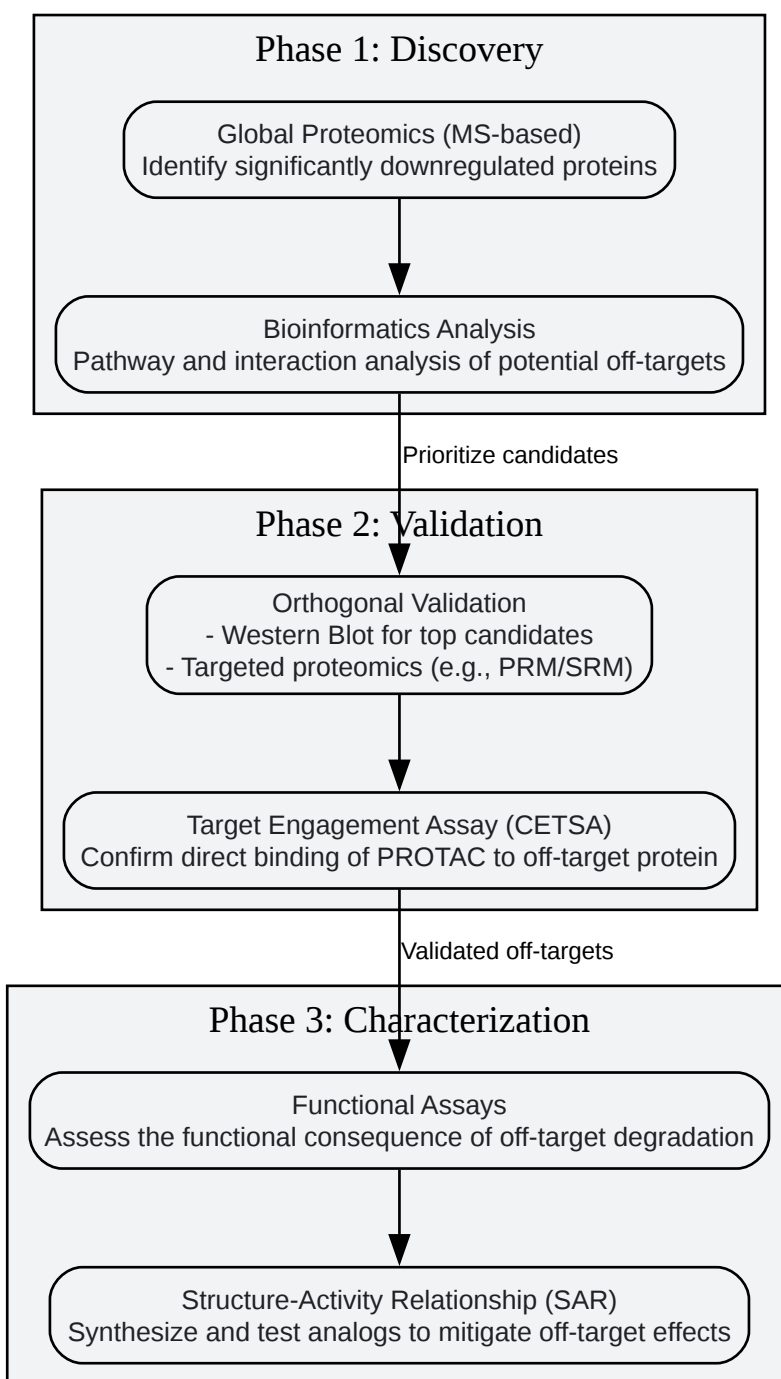 Phase 1: Discovery
Global Proteomics (MS-based)
Identify significantly downregulated proteins
Bioinformatics Analysis
Pathway and interaction analysis of potential off-targets
Prioritize candidates
Phase 2: Validation
Orthogonal Validation
- Western Blot for top candidates
- Targeted proteomics (e.g., PRM/SRM)
Target Engagement Assay (CETSA)
Confirm direct binding of PROTAC to off-target protein
Validated off-targets
Phase 3: Characterization
Functional Assays
Assess the functional consequence of off-target degradation
Structure-Activity Relationship (SAR)
Synthesize and test analogs to mitigate off-target effects